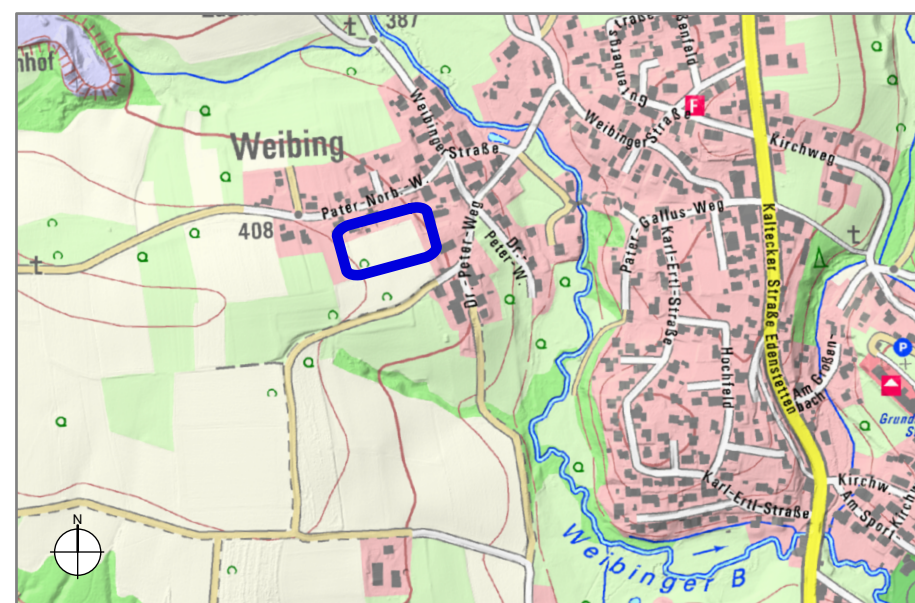 387
Weibing
408
Pater-Norb.-W.
Weibinger Straße
Weibinger Straße
F
Kirchweg
Pater-Gallus-Weg
Karl-Ertl-Straße
Dr.-Peter-Weg
Dr.-
Peter-W.
Kaltecker Straße Edenstetten
Hochfeld
Am Großen-
bach
P
Karl-Ertl-Straße
Kirchw.
Am Sport-
Weibinger B
N